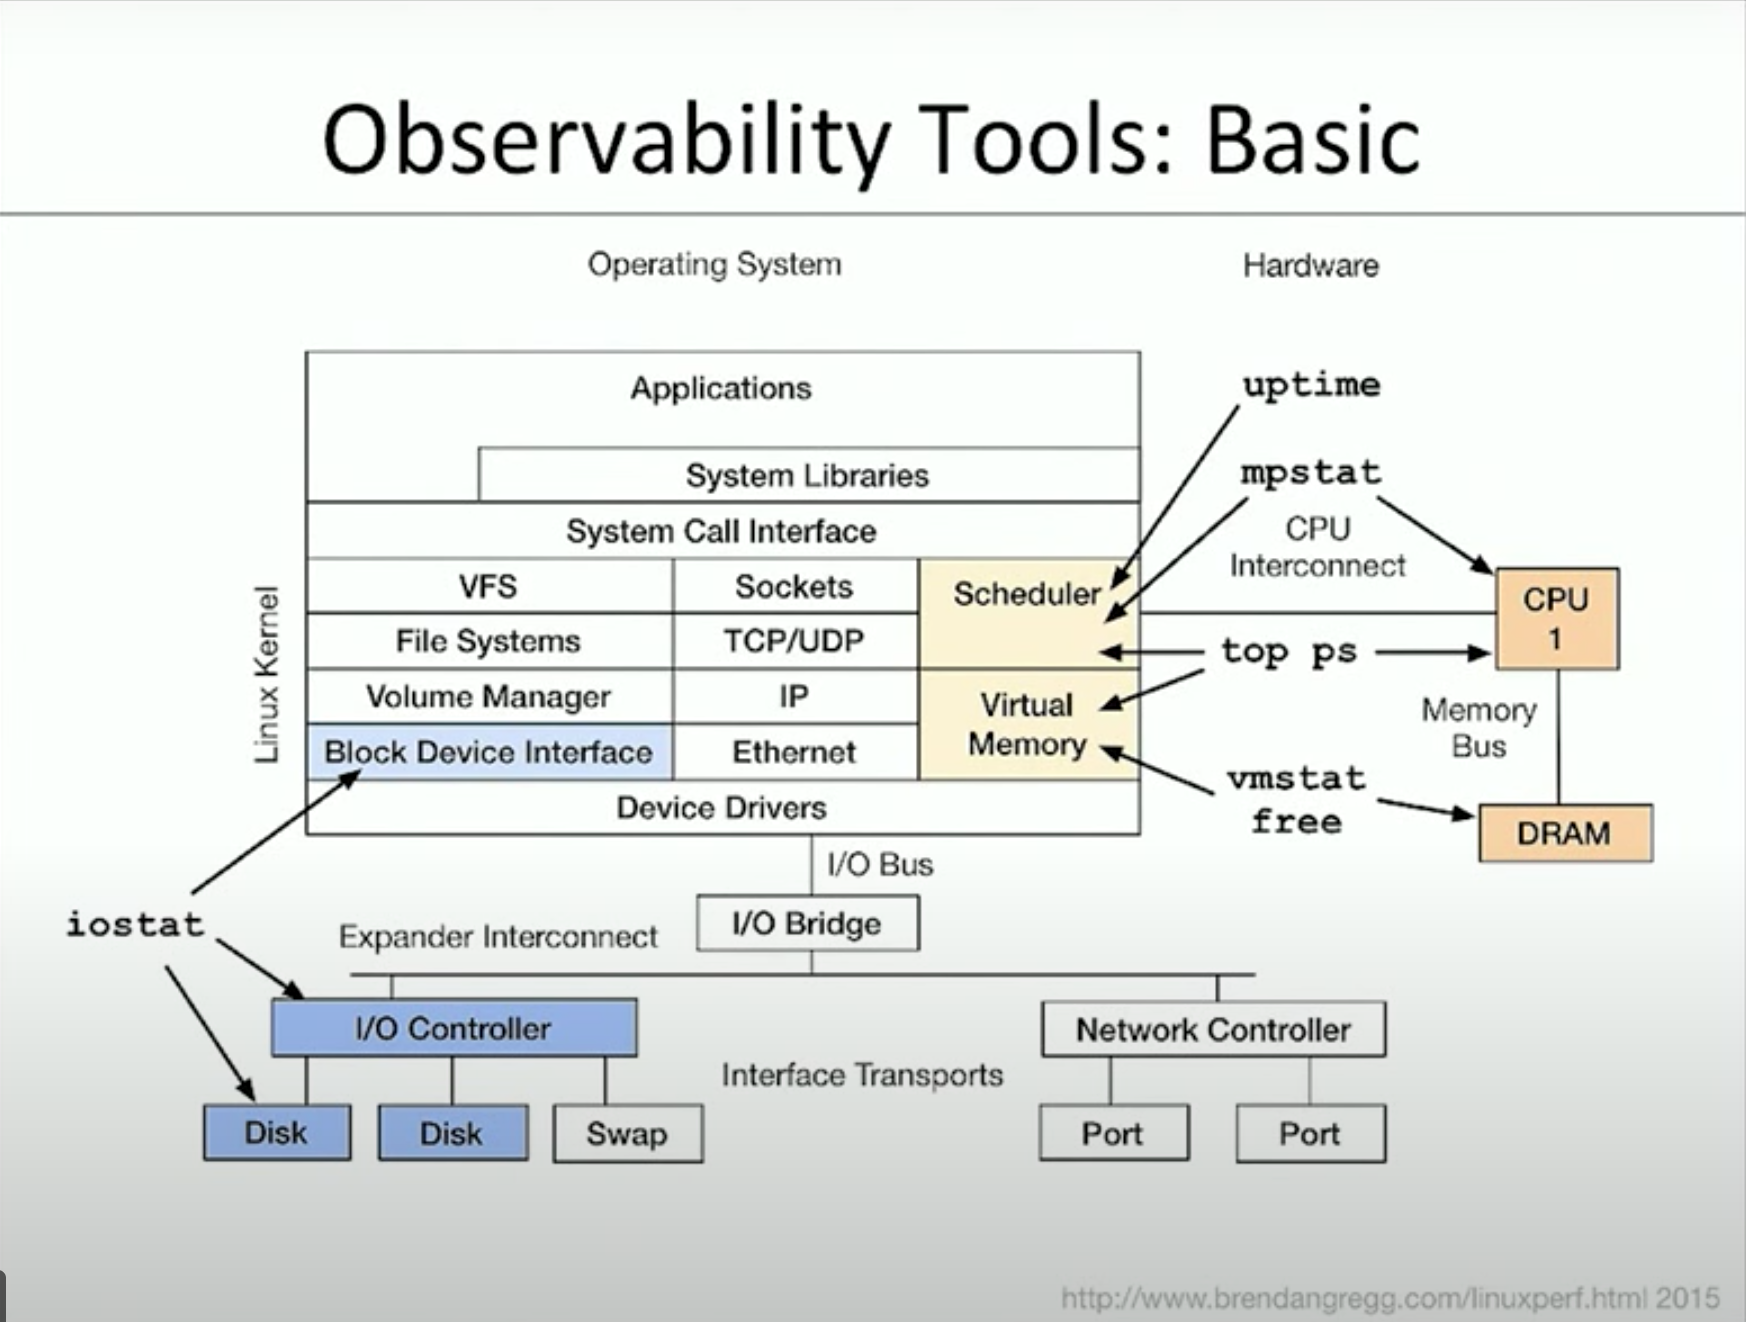 Observability Tools: Basic
Operating System
Hardware
Applications
System Libraries
System Call Interface
VFS
Sockets
Scheduler
File Systems
TCP/UDP
Volume Manager
IP
Virtual
Memory
Block Device Interface
Ethernet
Device Drivers
Linux Kernel
uptime
mpstat
CPU
Interconnect
CPU
1
top ps
Memory
Bus
vmstat
free
DRAM
I/O Bus
I/O Bridge
iostat
Expander Interconnect
I/O Controller
Network Controller
Interface Transports
Disk
Disk
Swap
Port
Port
http://www.brendangregg.com/linuxperf.html 2015